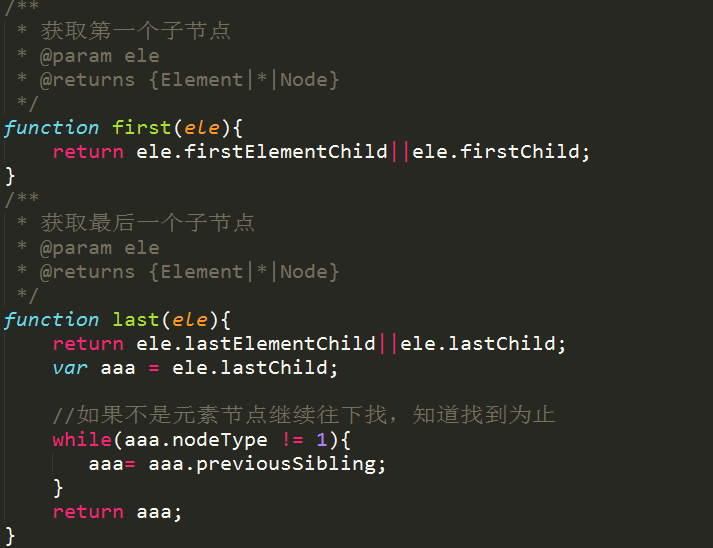 /**
 * 获取第一个子节点
 * @param ele
 * @returns {Element|*|Node}
 */
function first(ele){
    return ele.firstElementChild||ele.firstChild;
}
/**
 * 获取最后一个子节点
 * @param ele
 * @returns {Element|*|Node}
 */
function last(ele){
    return ele.lastElementChild||ele.lastChild;
    var aaa = ele.lastChild;

    //如果不是元素节点继续往下找，知道找到为止
    while(aaa.nodeType != 1){
       aaa= aaa.previousSibling;
    }
    return aaa;
}